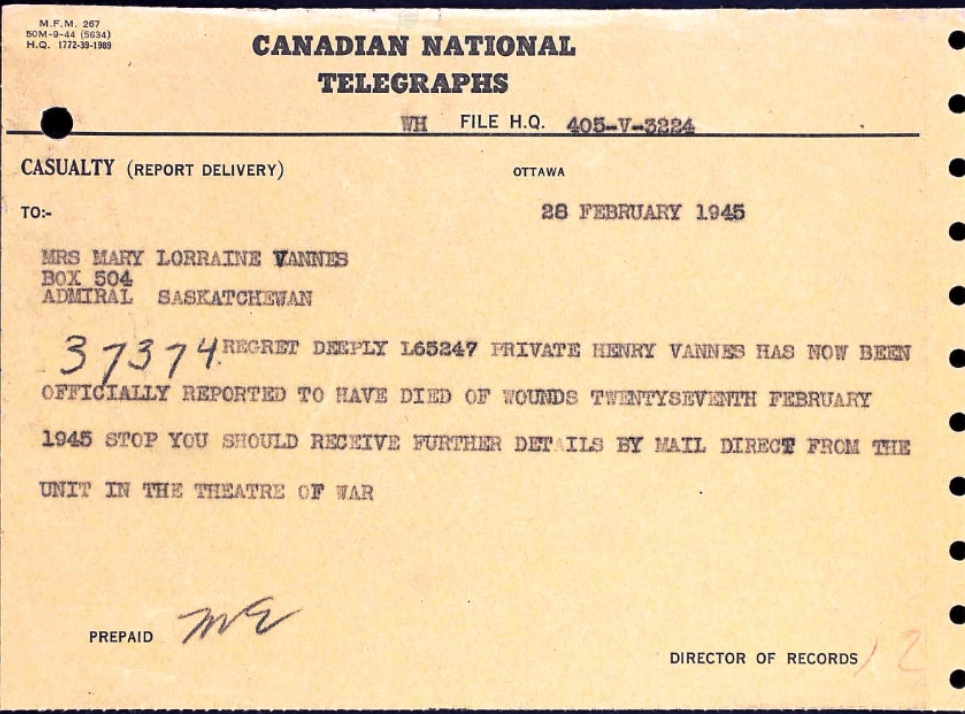 M.F.M. 267
50M-9-44 (5634)
H.Q. 1772-39-1989
CANADIAN NATIONAL
TELEGRAPHS
WH FILE H.Q. 405-V-3224
CASUALTY (REPORT DELIVERY) OTTAWA
TO:- 28 FEBRUARY 1945
MRS MARY LORRAINE VANNES
BOX 504
ADMIRAL SASKATCHEWAN
37374. REGRET DEEPLY L65247 PRIVATE HENRY VANNES HAS NOW BEEN
OFFICIALLY REPORTED TO HAVE DIED OF WOUNDS TWENTYSEVENTH FEBRUARY
1945 STOP YOU SHOULD RECEIVE FURTHER DETAILS BY MAIL DIRECT FROM THE
UNIT IN THE THEATRE OF WAR
PREPAID
DIRECTOR OF RECORDS